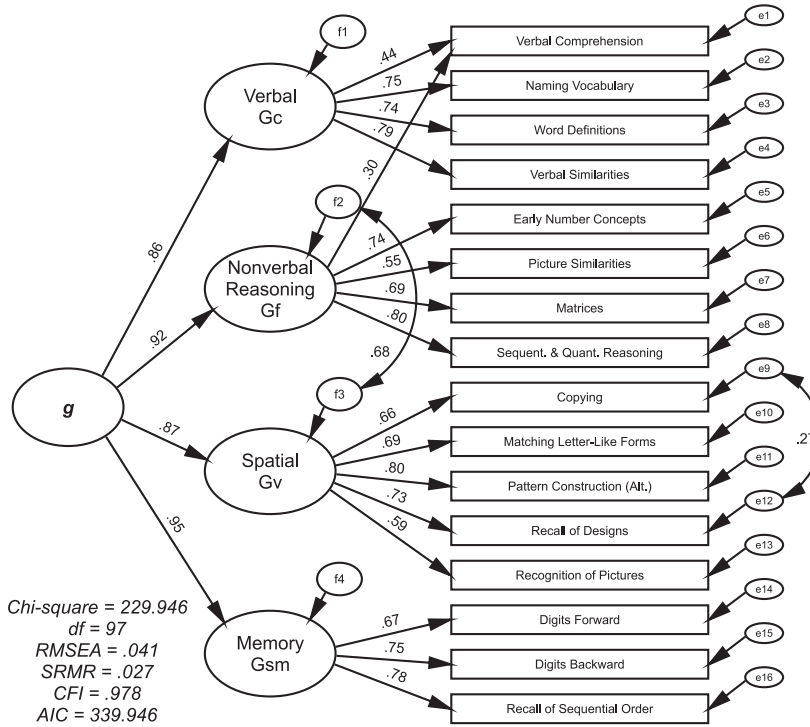 f1
e1
Verbal Comprehension
.44
e2
Verbal
Gc
.75
Naming Vocabulary
e3
.74
Word Definitions
.79
e4
.30
Verbal Similarities
f2
e5
.74
Early Number Concepts
.86
e6
Nonverbal
Reasoning
Gf
.55
Picture Similarities
e7
.69
Matrices
.80
e8
.92
Sequent. & Quant. Reasoning
.68
f3
e9
g
.66
Copying
e10
.87
.69
Matching Letter-Like Forms
.27
Spatial
Gv
e11
.80
Pattern Construction (Alt.)
.73
e12
Recall of Designs
.59
e13
.95
Recognition of Pictures
f4
e14
Chi-square = 229.946
df = 97
RMSEA = .041
SRMR = .027
CFI = .978
AIC = 339.946
.67
Digits Forward
e15
Memory
Gsm
.75
Digits Backward
e16
.78
Recall of Sequential Order